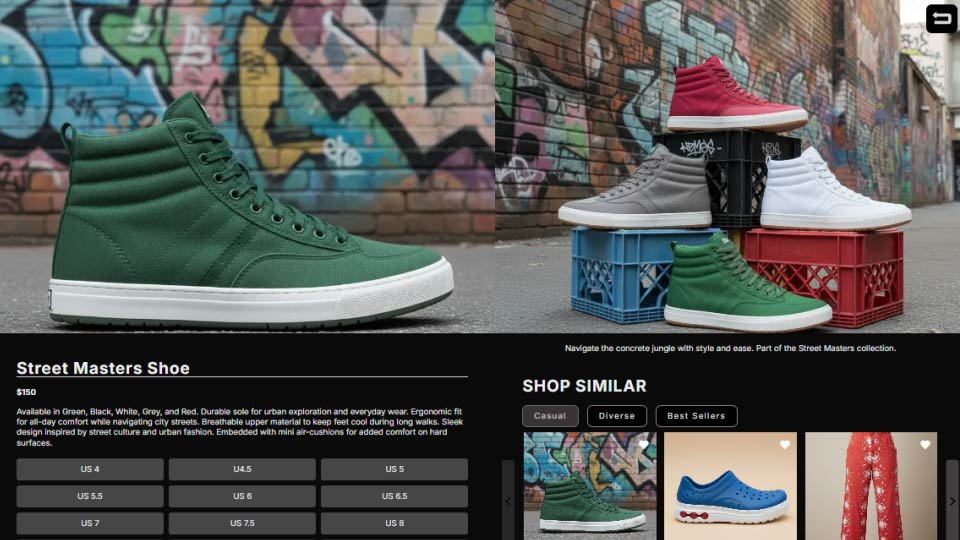 Street Masters Shoe
$150
Available in Green, Black, White, Grey, and Red. Durable sole for urban exploration and everyday wear. Ergonomic fit
for all-day comfort while navigating city streets. Breathable upper material to keep feet cool during long walks. Sleek
design inspired by street culture and urban fashion. Embedded with mini air-cushions for added comfort on hard
surfaces.
US 4
U4.5
US 5
US 5.5
US 6
US 6.5
US 7
US 7.5
US 8
Navigate the concrete jungle with style and ease. Part of the Street Masters collection.
SHOP SIMILAR
Casual
Diverse
Best Sellers